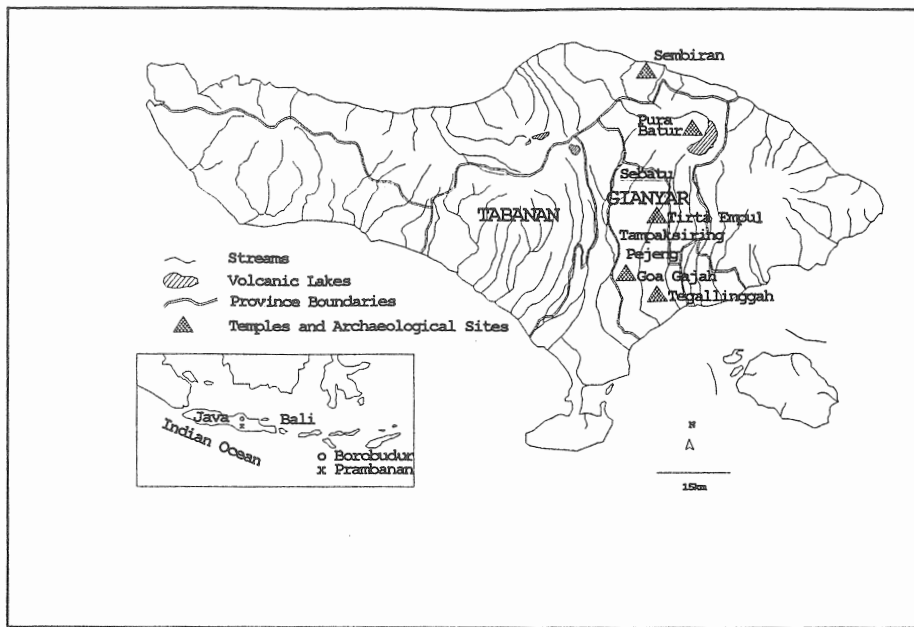 Sembiran
Pura
Batur
Sebatu
GIANYAR
TABANAN
Tirta Empul
Tampaksiring
Pejeng
Goa Gajah
Tegallinggah
Streams
Volcanic Lakes
Province Boundaries
Temples and Archaeological Sites
Java
Bali
Indian Ocean
o Borobudur
x Prambanan
N
15km